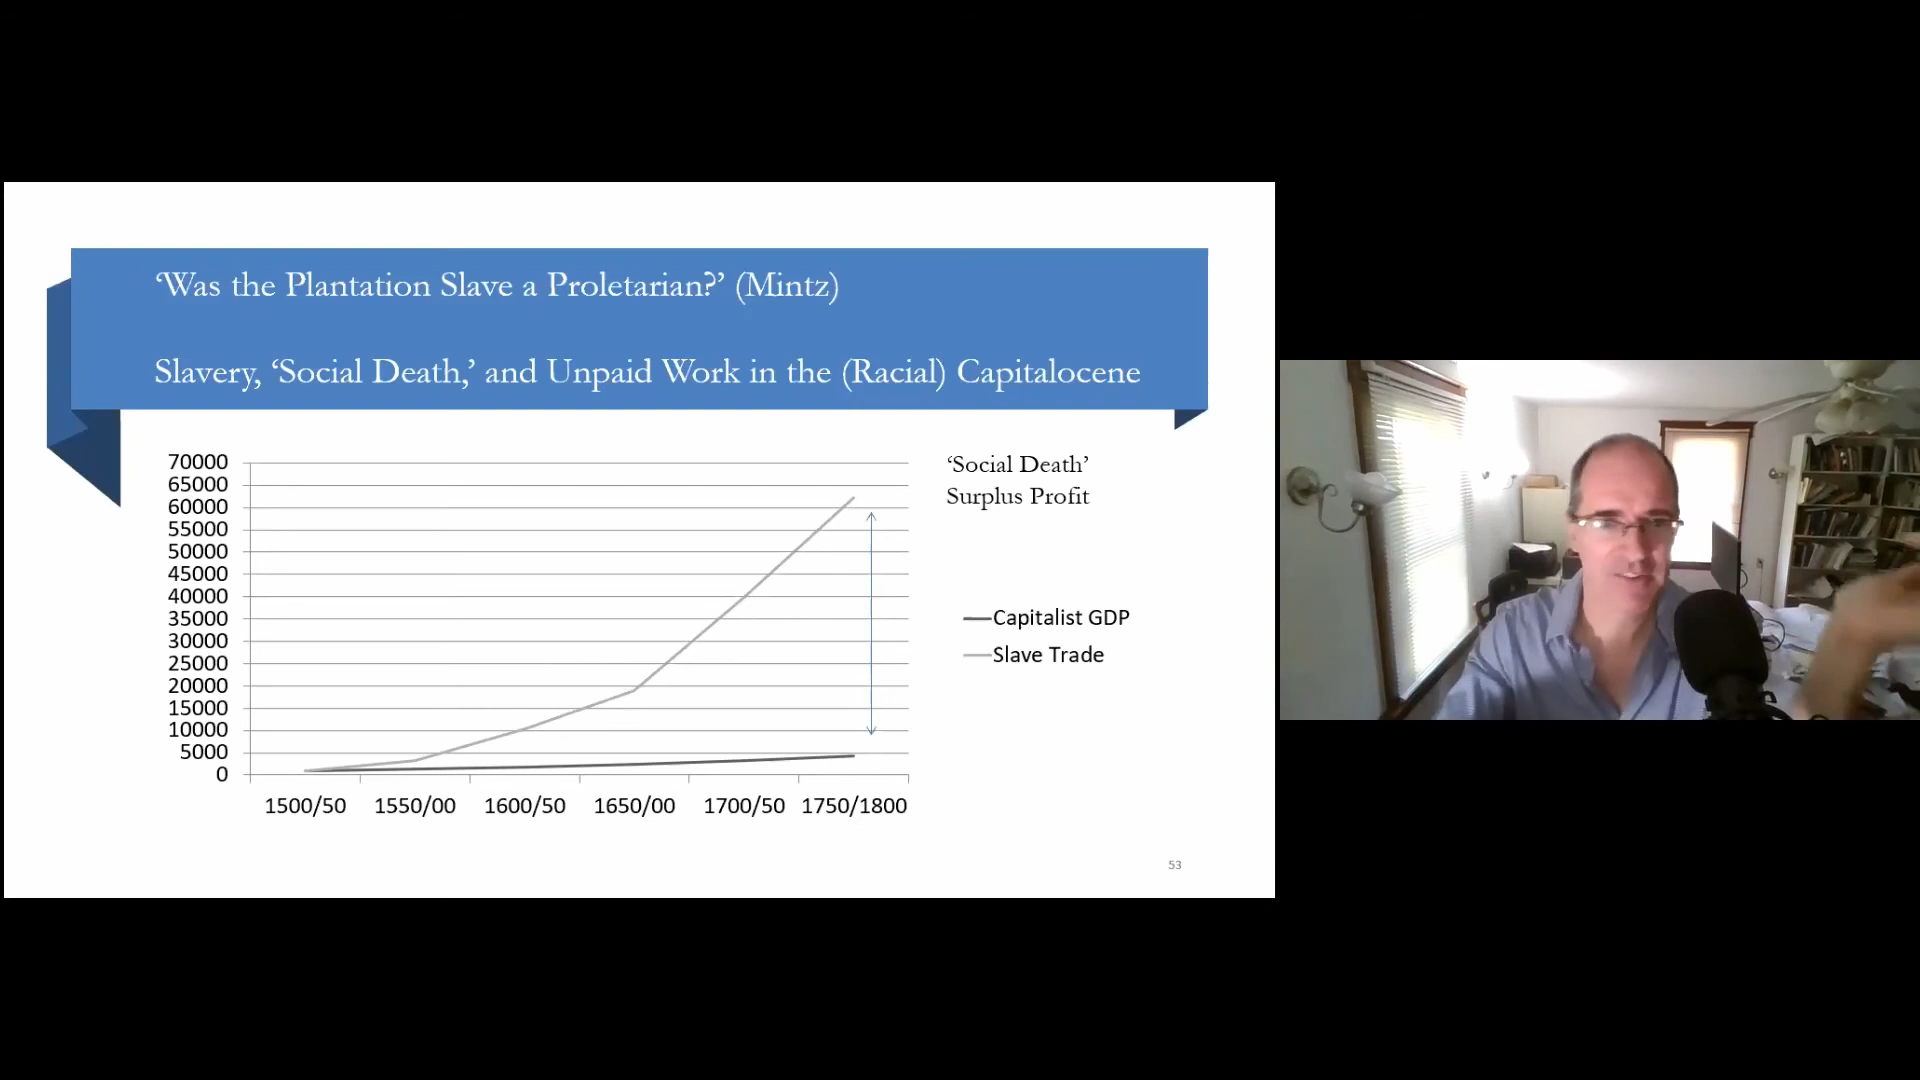 ‘Was the Plantation Slave a Proletarian?’ (Mintz)
Slavery, ‘Social Death,’ and Unpaid Work in the (Racial) Capitalocene
70000
65000
60000
55000
50000
45000
40000
35000
30000
25000
20000
15000
10000
5000
0
1500/50 1550/00 1600/50 1650/00 1700/50 1750/1800
‘Social Death’
Surplus Profit
Capitalist GDP
Slave Trade
53